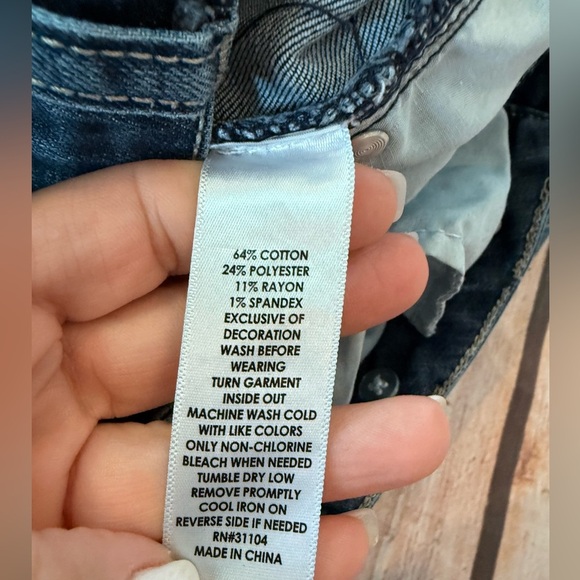 64% COTTON
24% POLYESTER
11% RAYON
1% SPANDEX
EXCLUSIVE OF
DECORATION
WASH BEFORE
WEARING
TURN GARMENT
INSIDE OUT
MACHINE WASH COLD
WITH LIKE COLORS
ONLY NON-CHLORINE
BLEACH WHEN NEEDED
TUMBLE DRY LOW
REMOVE PROMPTLY
COOL IRON ON
REVERSE SIDE IF NEEDED
RN#31104
MADE IN CHINA